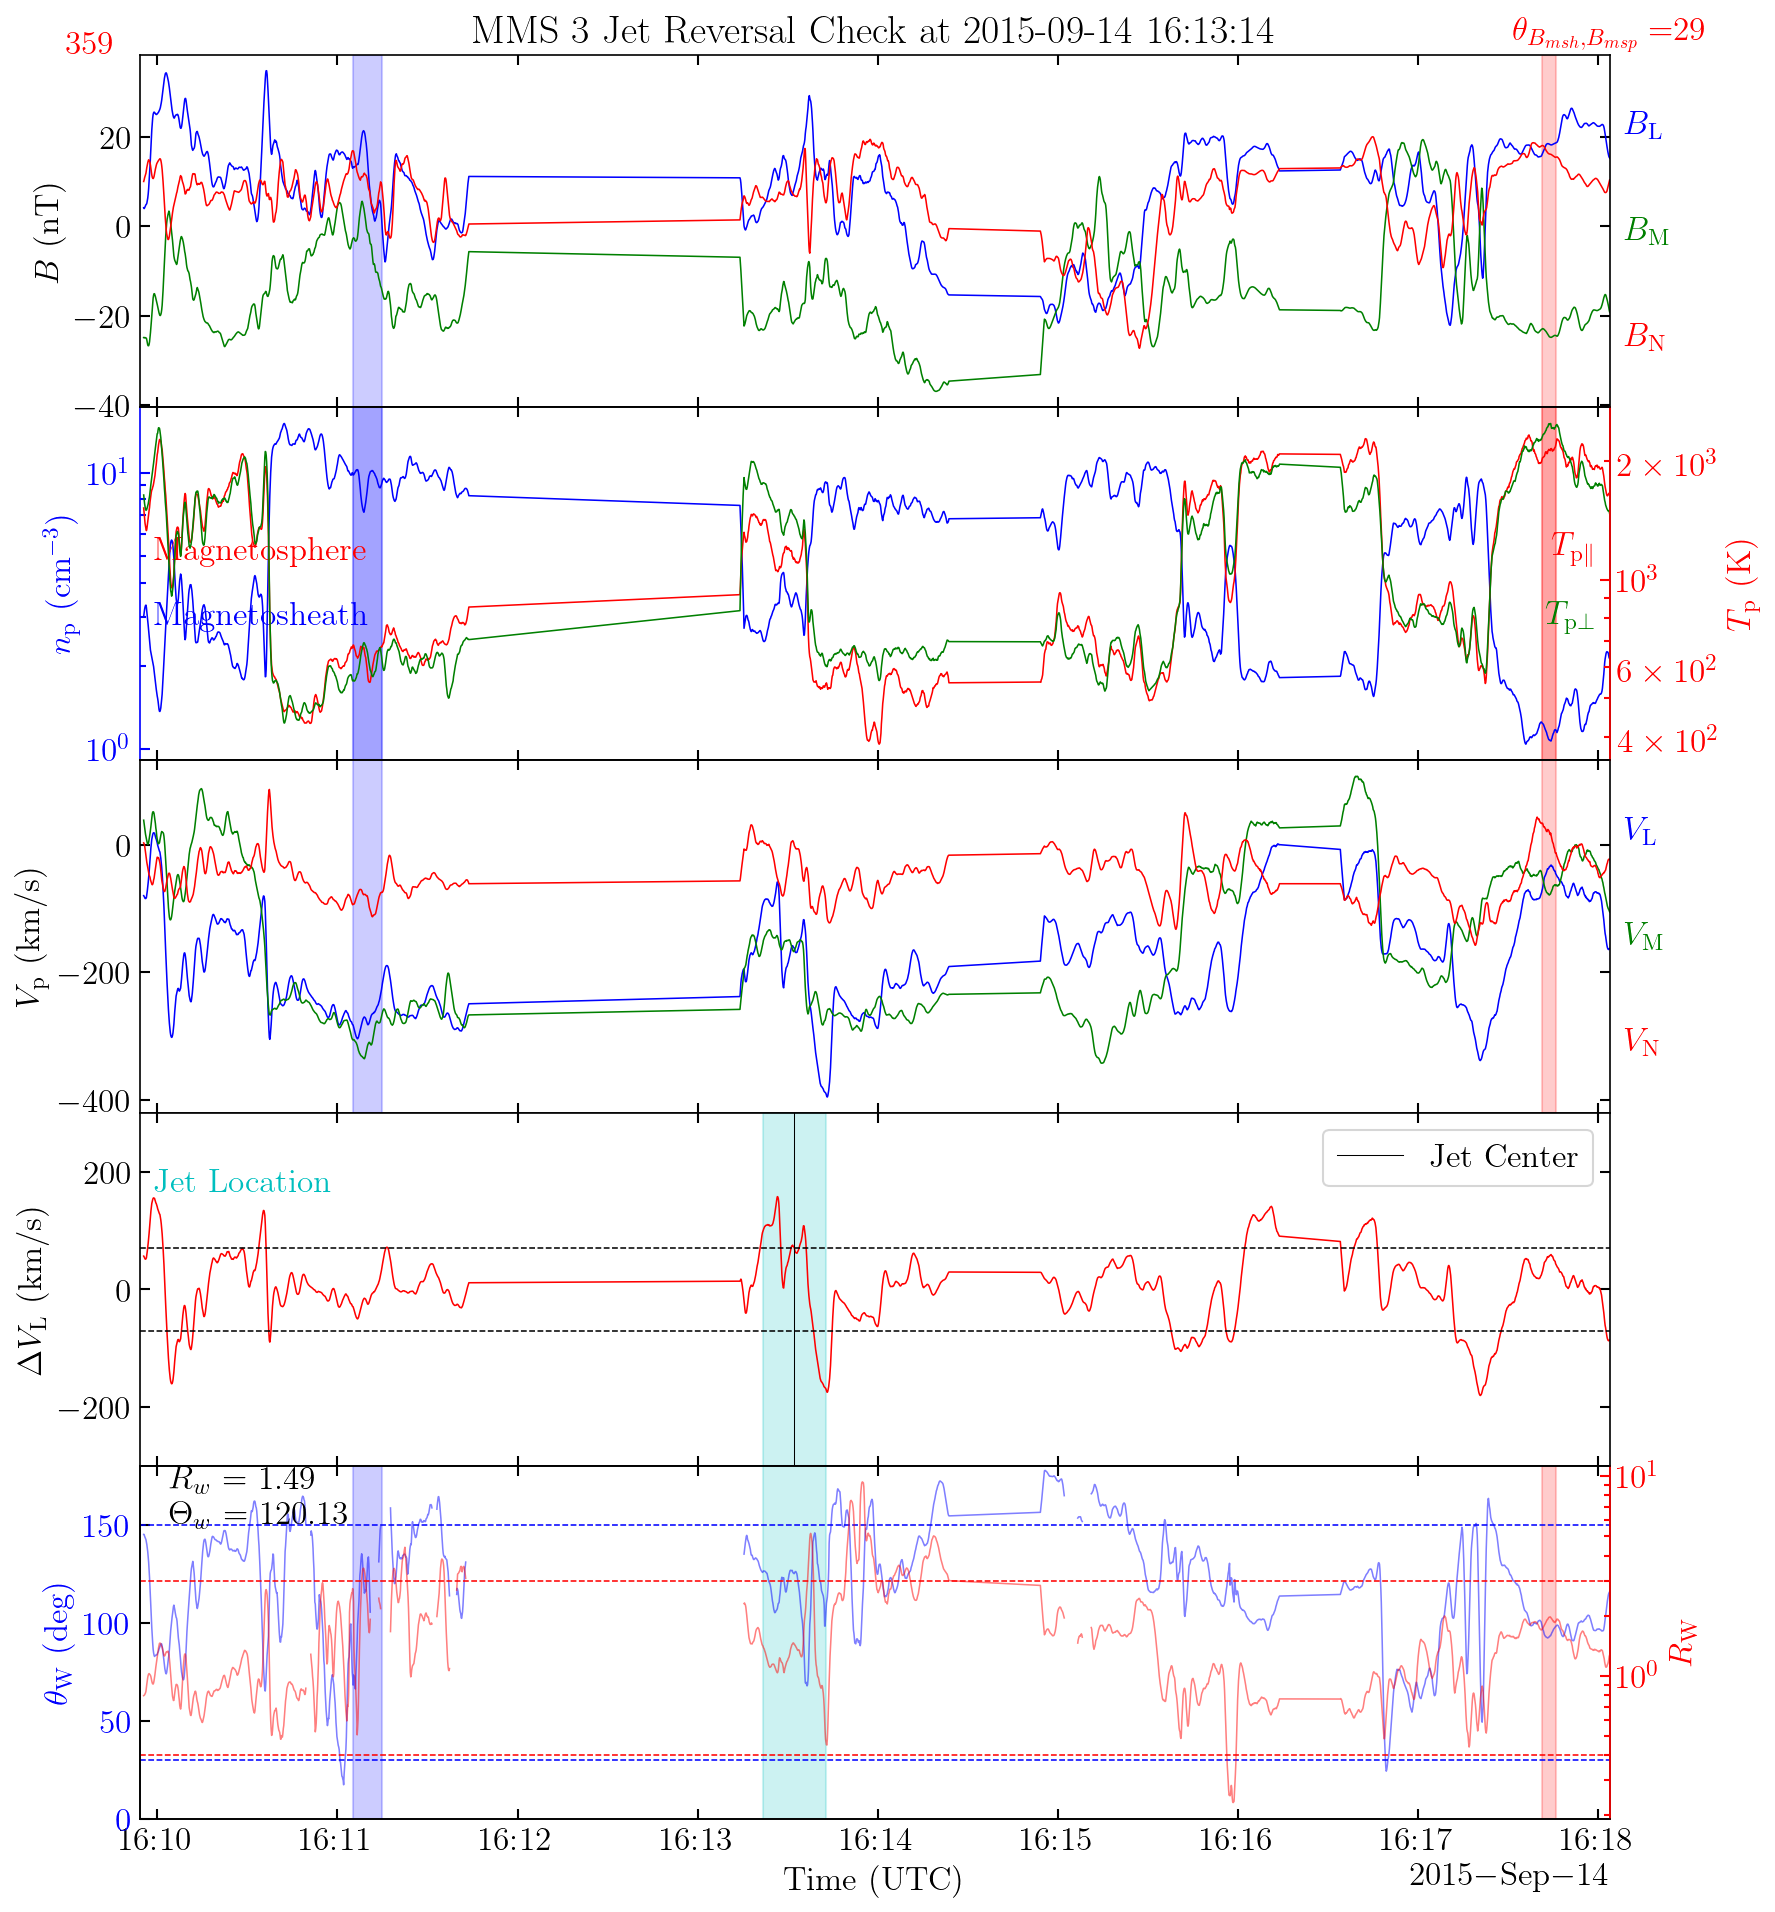 MMS 3 Jet Reversal Check at 2015-09-14 16:13:14
359
θ_{B_{msh},B_{msp}} =29
B (nT)
20
0
−20
−40
B_L
B_M
B_N
n_p (cm^{−3})
10^1
10^0
Magnetosphere
Magnetosheath
T_{p∥}
T_{p⊥}
2 × 10^3
10^3
6 × 10^2
4 × 10^2
T_p (K)
V_p (km/s)
0
−200
−400
V_L
V_M
V_N
ΔV_L (km/s)
200
0
−200
Jet Location
Jet Center
R_w = 1.49
Θ_w = 120.13
θ_W (deg)
150
100
50
0
10^1
10^0
R_W
16:10 16:11 16:12 16:13 16:14 16:15 16:16 16:17 16:18
Time (UTC)
2015−Sep−14